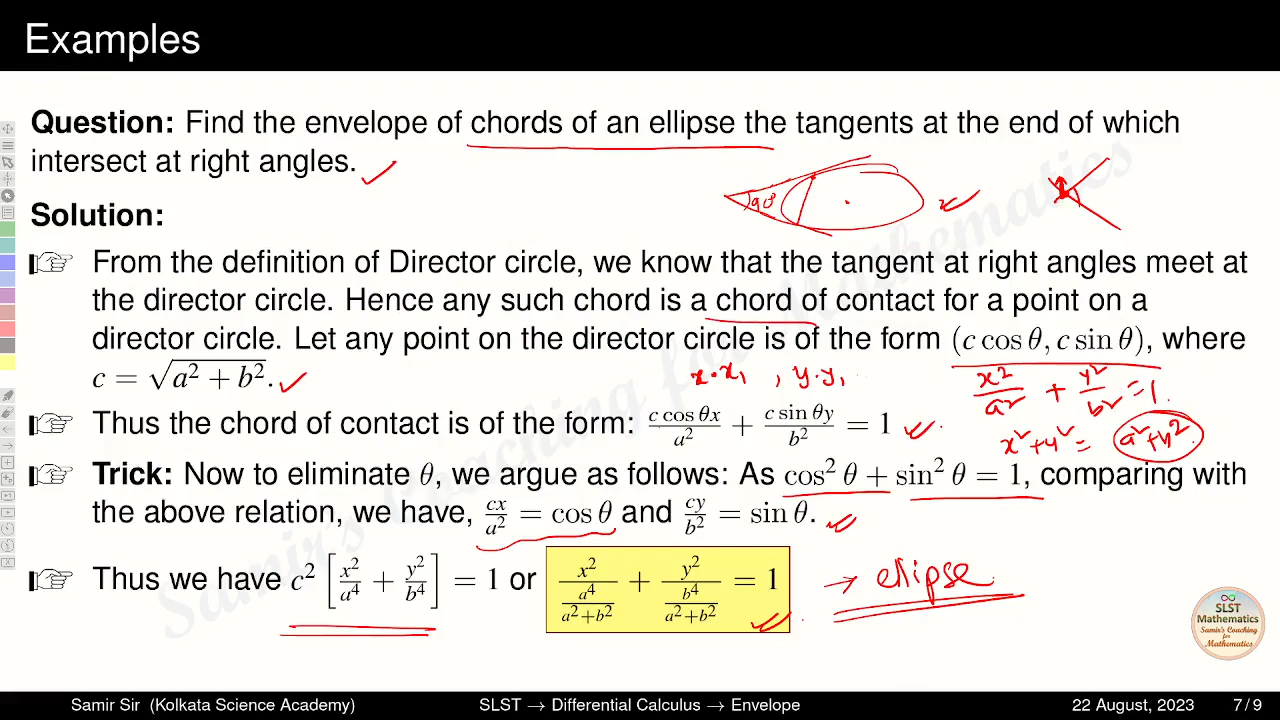 Examples
Question: Find the envelope of chords of an ellipse the tangents at the end of which
intersect at right angles.
90°
Solution:
☞ From the definition of Director circle, we know that the tangent at right angles meet at
the director circle. Hence any such chord is a chord of contact for a point on a
director circle. Let any point on the director circle is of the form (c cos θ, c sin θ), where
c = √(a² + b²).
x·x₁ , y·y₁
x²/a² + y²/b² = 1.
☞ Thus the chord of contact is of the form: c cos θx/a² + c sin θy/b² = 1
x² + y² = a² + b²
☞ Trick: Now to eliminate θ, we argue as follows: As cos² θ + sin² θ = 1, comparing with
the above relation, we have, cx/a² = cos θ and cy/b² = sin θ.
☞ Thus we have c² [x²/a⁴ + y²/b⁴] = 1 or x²/(a⁴/(a²+b²)) + y²/(b⁴/(a²+b²)) = 1 → ellipse
Samir's Coaching for Mathematics
∞
SLST
Mathematics
Samir's Coaching
for
Mathematics
Samir Sir (Kolkata Science Academy) SLST → Differential Calculus → Envelope 22 August, 2023 7 / 9